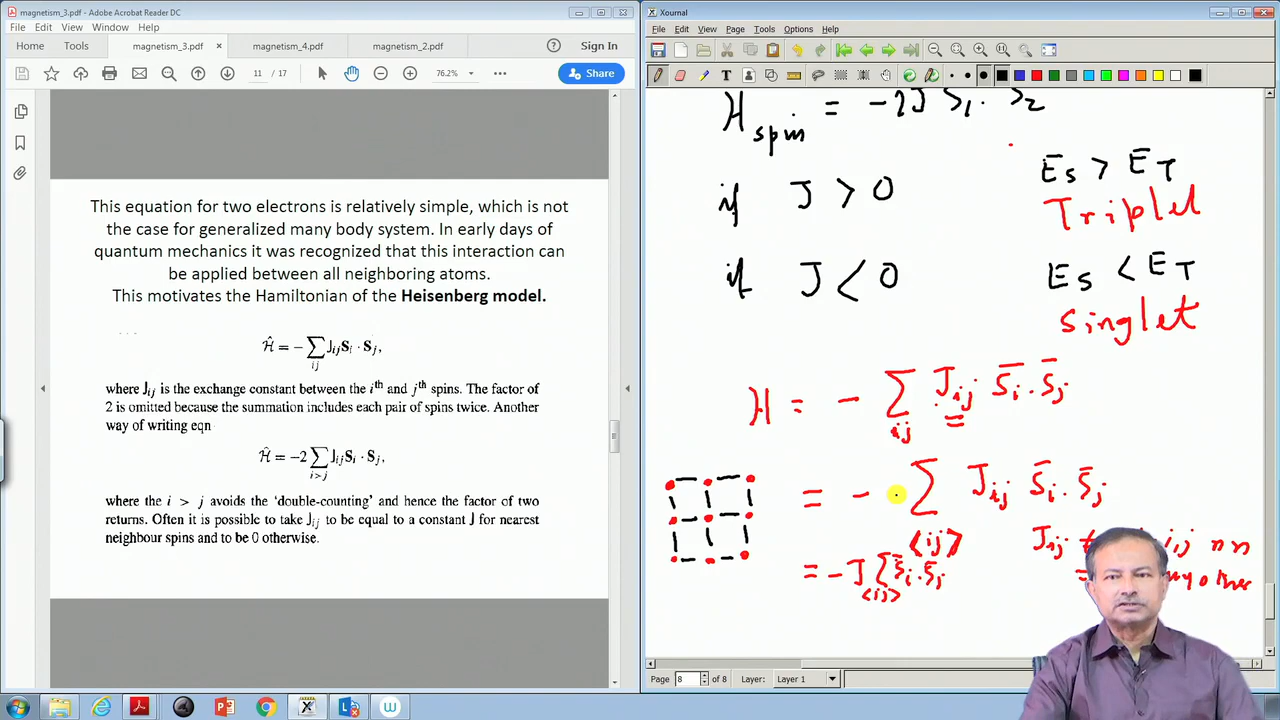 magnetism_3.pdf - Adobe Acrobat Reader DC
File Edit View Window Help
Home Tools magnetism_3.pdf × magnetism_4.pdf magnetism_2.pdf Sign In
11 / 17 76.2% Share
This equation for two electrons is relatively simple, which is not
the case for generalized many body system. In early days of
quantum mechanics it was recognized that this interaction can
be applied between all neighboring atoms.
This motivates the Hamiltonian of the Heisenberg model.
Ĥ = − ∑ij Jij Si · Sj,
where Jij is the exchange constant between the ith and jth spins. The factor of
2 is omitted because the summation includes each pair of spins twice. Another
way of writing eqn
Ĥ = −2 ∑i>j Jij Si · Sj,
where the i > j avoids the 'double-counting' and hence the factor of two
returns. Often it is possible to take Jij to be equal to a constant J for nearest
neighbour spins and to be 0 otherwise.
Xournal
File Edit View Page Tools Options Help
H spin = -2J S1 . S2
if J > 0 Es > ET
Triplet
if J < 0 Es < ET
singlet
H = - ∑ij Jij S̄i . S̄j
= - ∑<ij> Jij S̄i . S̄j
Jij ij nn
= - J ∑<ij> S̄i . S̄j =
Page 8 of 8 Layer: Layer 1